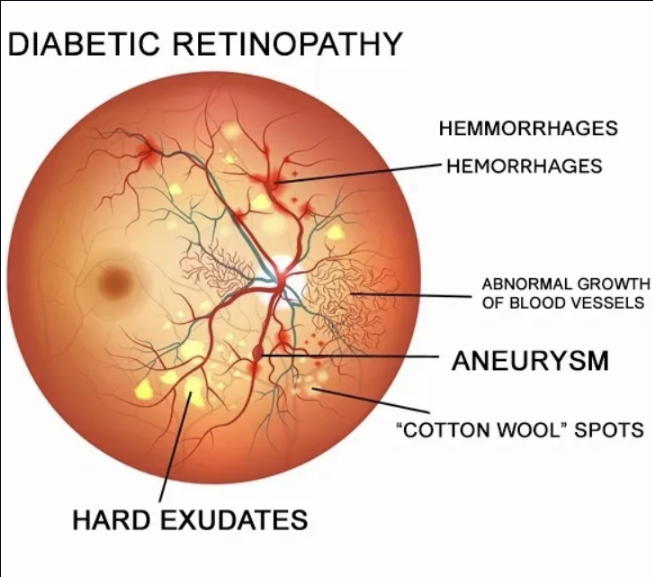 DIABETIC RETINOPATHY
HEMMORRHAGES
HEMORRHAGES
ABNORMAL GROWTH
OF BLOOD VESSELS
ANEURYSM
“COTTON WOOL” SPOTS
HARD EXUDATES